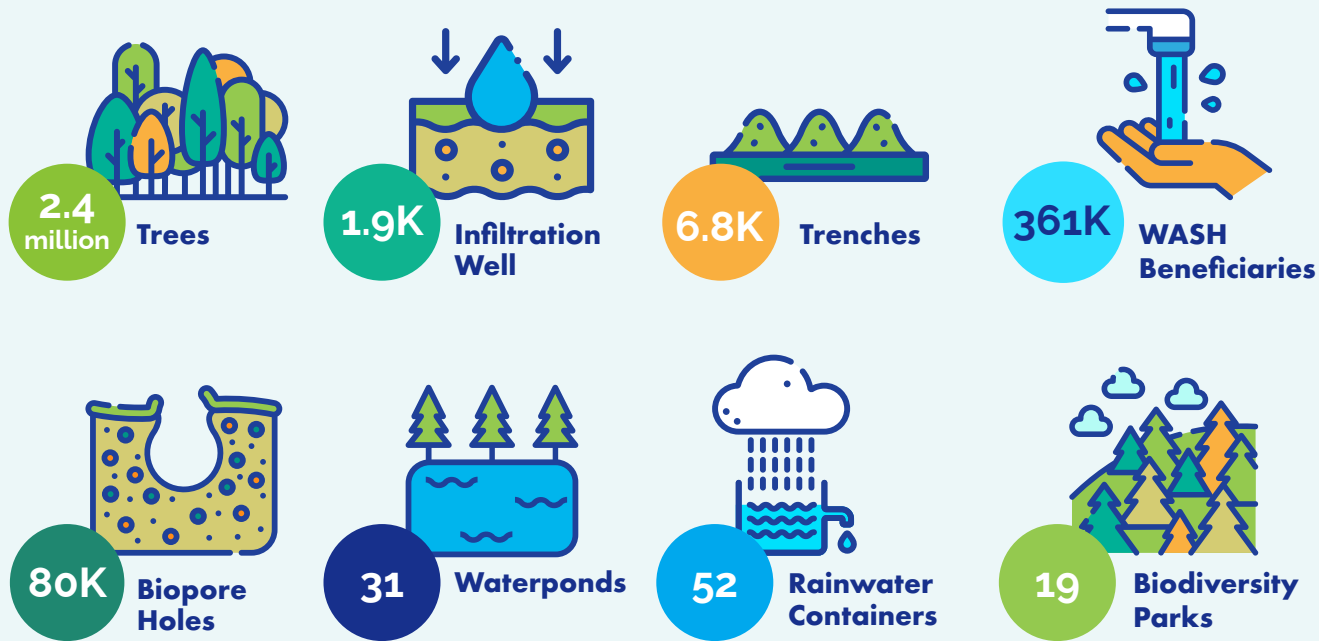 2.4
million
Trees
1.9K
Infiltration
Well
6.8K
Trenches
361K
WASH
Beneficiaries
80K
Biopore
Holes
31
Waterponds
52
Rainwater
Containers
19
Biodiversity
Parks